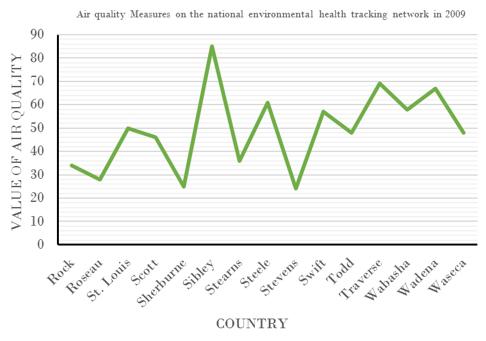 Air quality Measures on the national environmental health tracking network in 2009
VALUE OF AIR QUALITY
90
80
70
60
50
40
30
20
10
0
Rock
Roseau
St. Louis
Scott
Sherburne
Sibley
Stearns
Steele
Stevens
Swift
Todd
Traverse
Wabasha
Wadena
Waseca
COUNTRY